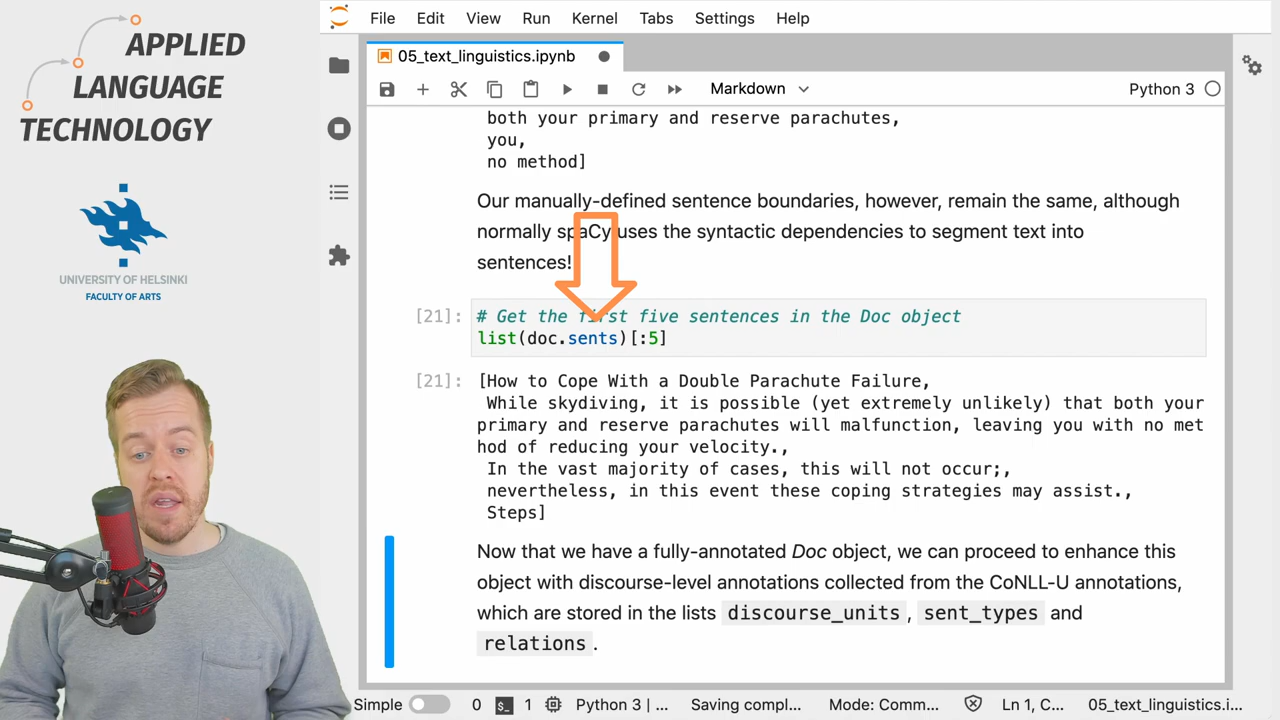 APPLIED
LANGUAGE
TECHNOLOGY
UNIVERSITY OF HELSINKI
FACULTY OF ARTS
File Edit View Run Kernel Tabs Settings Help
05_text_linguistics.ipynb
Markdown
Python 3
both your primary and reserve parachutes,
you,
no method]
Our manually-defined sentence boundaries, however, remain the same, although
normally spaCy uses the syntactic dependencies to segment text into
sentences!
[21]: # Get the first five sentences in the Doc object
list(doc.sents)[:5]
[21]: [How to Cope With a Double Parachute Failure,
While skydiving, it is possible (yet extremely unlikely) that both your
primary and reserve parachutes will malfunction, leaving you with no met
hod of reducing your velocity.,
In the vast majority of cases, this will not occur;,
nevertheless, in this event these coping strategies may assist.,
Steps]
Now that we have a fully-annotated Doc object, we can proceed to enhance this
object with discourse-level annotations collected from the CoNLL-U annotations,
which are stored in the lists discourse_units, sent_types and
relations.
Simple 0 1 Python 3 | ... Saving compl... Mode: Comm... Ln 1, C... 05_text_linguistics.i...